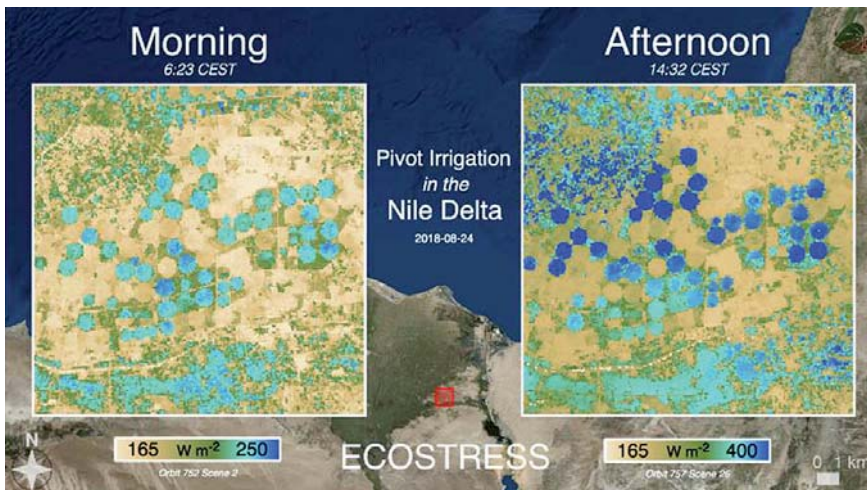 Morning
6:23 CEST
Afternoon
14:32 CEST
Pivot Irrigation
in the
Nile Delta
2018-08-24
N
165 W m-2 250
Orbit 752 Scene 2
ECOSTRESS
165 W m-2 400
Orbit 757 Scene 26
0 1 km